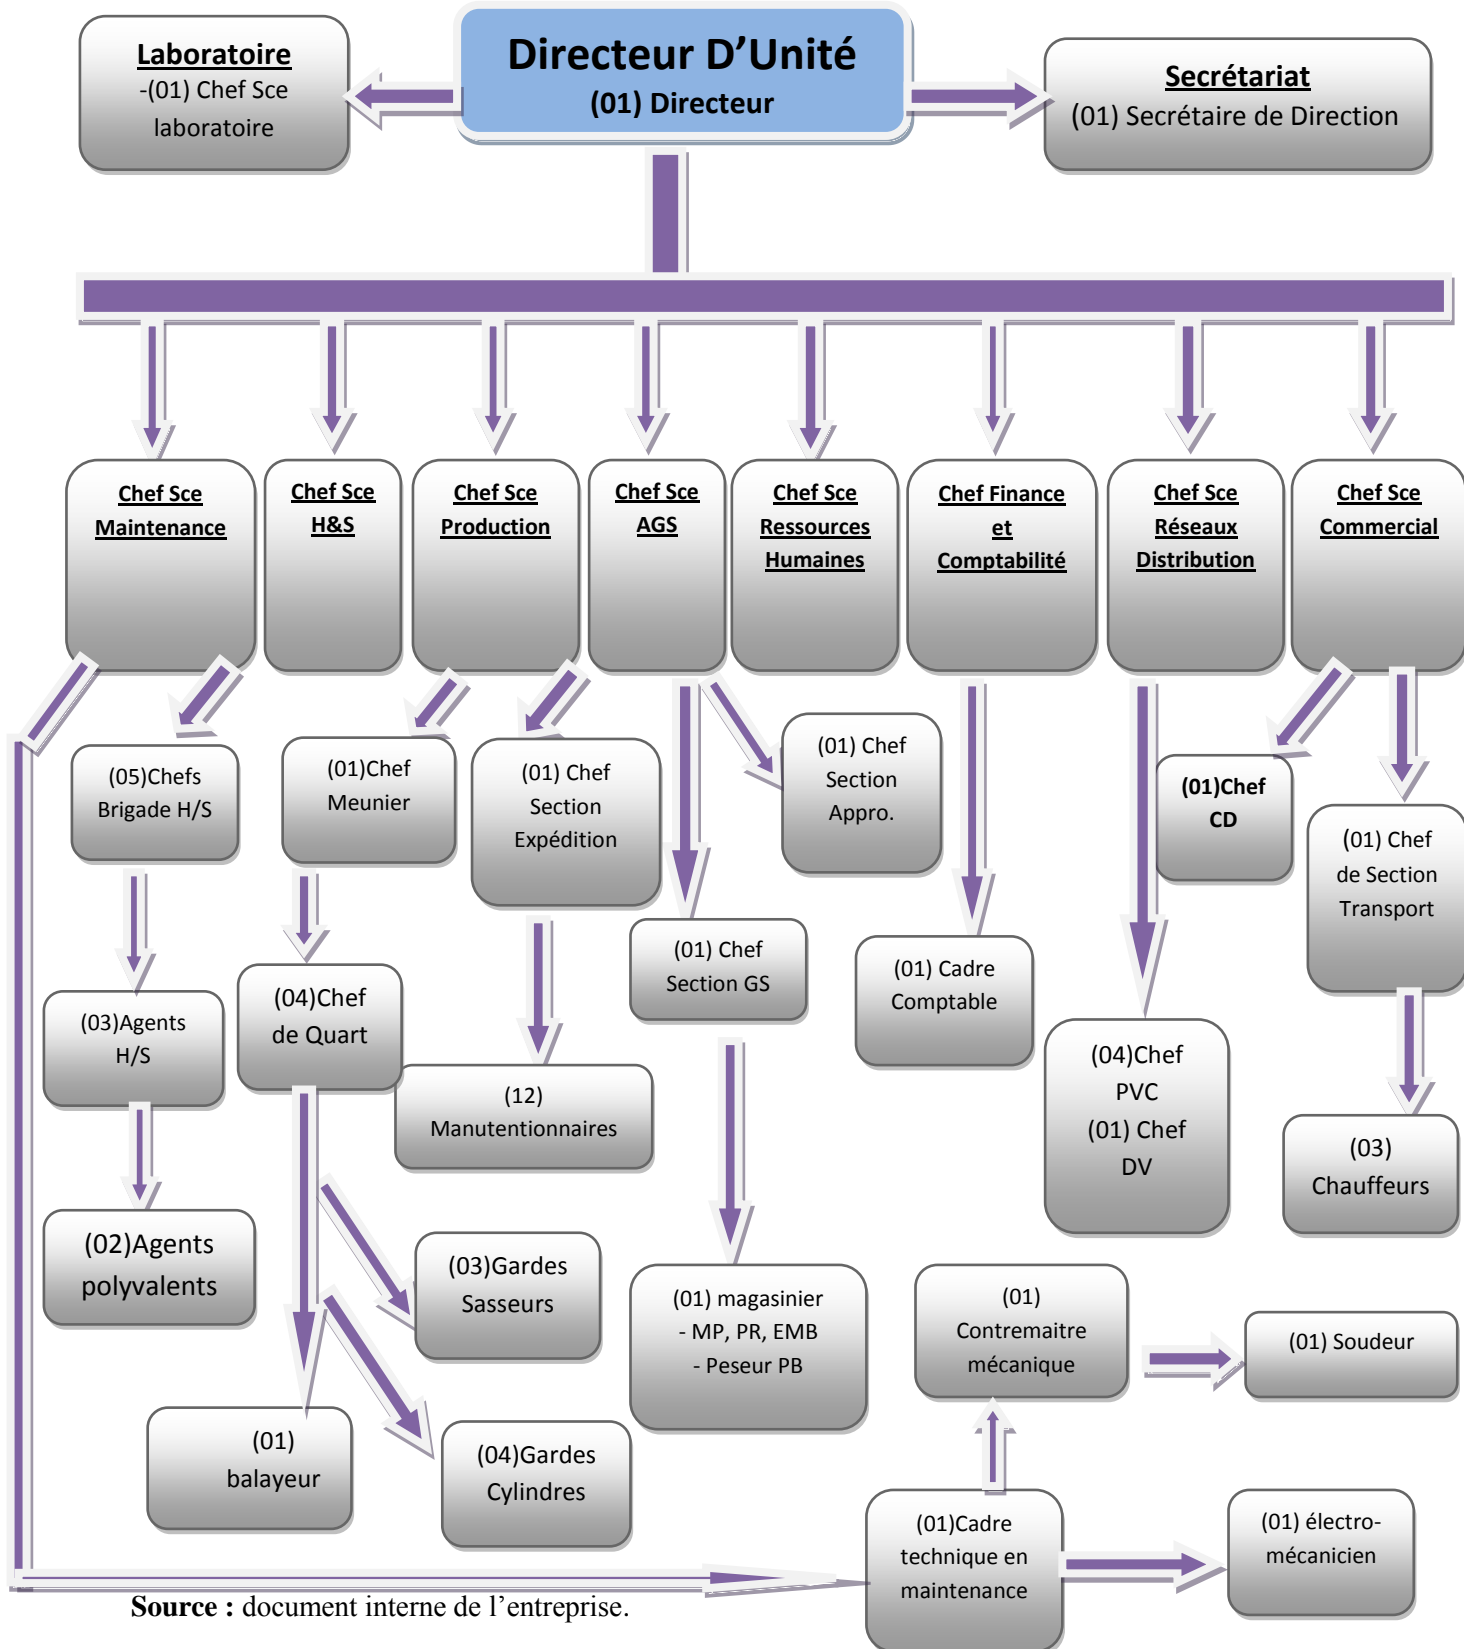 Laboratoire
-(01) Chef Sce
laboratoire
Directeur D’Unité
(01) Directeur
Secrétariat
(01) Secrétaire de Direction
Chef Sce
Maintenance
Chef Sce
H&S
Chef Sce
Production
Chef Sce
AGS
Chef Sce
Ressources
Humaines
Chef Finance
et
Comptabilité
Chef Sce
Réseaux
Distribution
Chef Sce
Commercial
(05)Chefs
Brigade H/S
(01)Chef
Meunier
(01) Chef
Section
Expédition
(01) Chef
Section
Appro.
(01)Chef
CD
(01) Chef
de Section
Transport
(03)Agents
H/S
(04)Chef
de Quart
(01) Chef
Section GS
(01) Cadre
Comptable
(12)
Manutentionnaires
(04)Chef
PVC
(01) Chef
DV
(03)
Chauffeurs
(02)Agents
polyvalents
(03)Gardes
Sasseurs
(01) magasinier
- MP, PR, EMB
- Peseur PB
(01)
Contremaitre
mécanique
(01) Soudeur
(01)
balayeur
(04)Gardes
Cylindres
(01)Cadre
technique en
maintenance
(01) électro-
mécanicien
Source : document interne de l’entreprise.